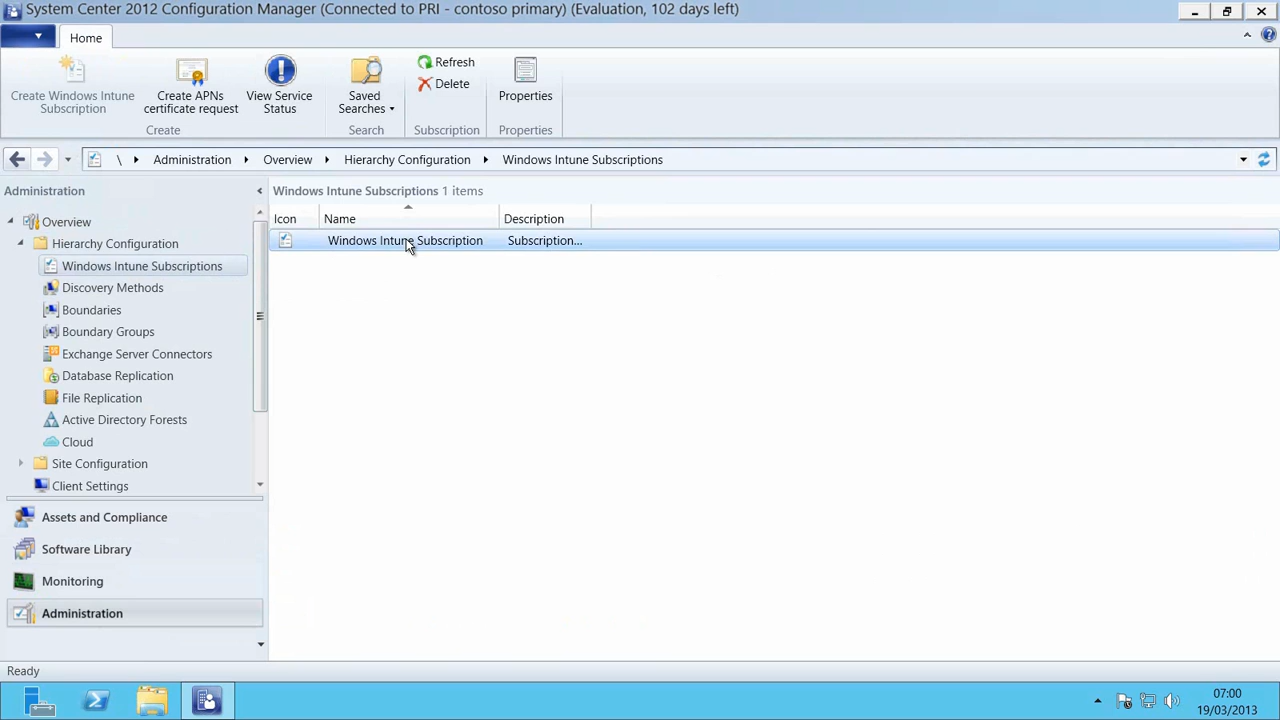 System Center 2012 Configuration Manager (Connected to PRI - contoso primary) (Evaluation, 102 days left)
Home
Create Windows Intune Subscription
Create APNs certificate request
View Service Status
Create
Saved Searches
Search
Refresh
Delete
Subscription
Properties
Properties
\ Administration Overview Hierarchy Configuration Windows Intune Subscriptions
Administration
Overview
Hierarchy Configuration
Windows Intune Subscriptions
Discovery Methods
Boundaries
Boundary Groups
Exchange Server Connectors
Database Replication
File Replication
Active Directory Forests
Cloud
Site Configuration
Client Settings
Assets and Compliance
Software Library
Monitoring
Administration
Windows Intune Subscriptions 1 items
Icon Name Description
Windows Intune Subscription Subscription...
Ready
07:00
19/03/2013